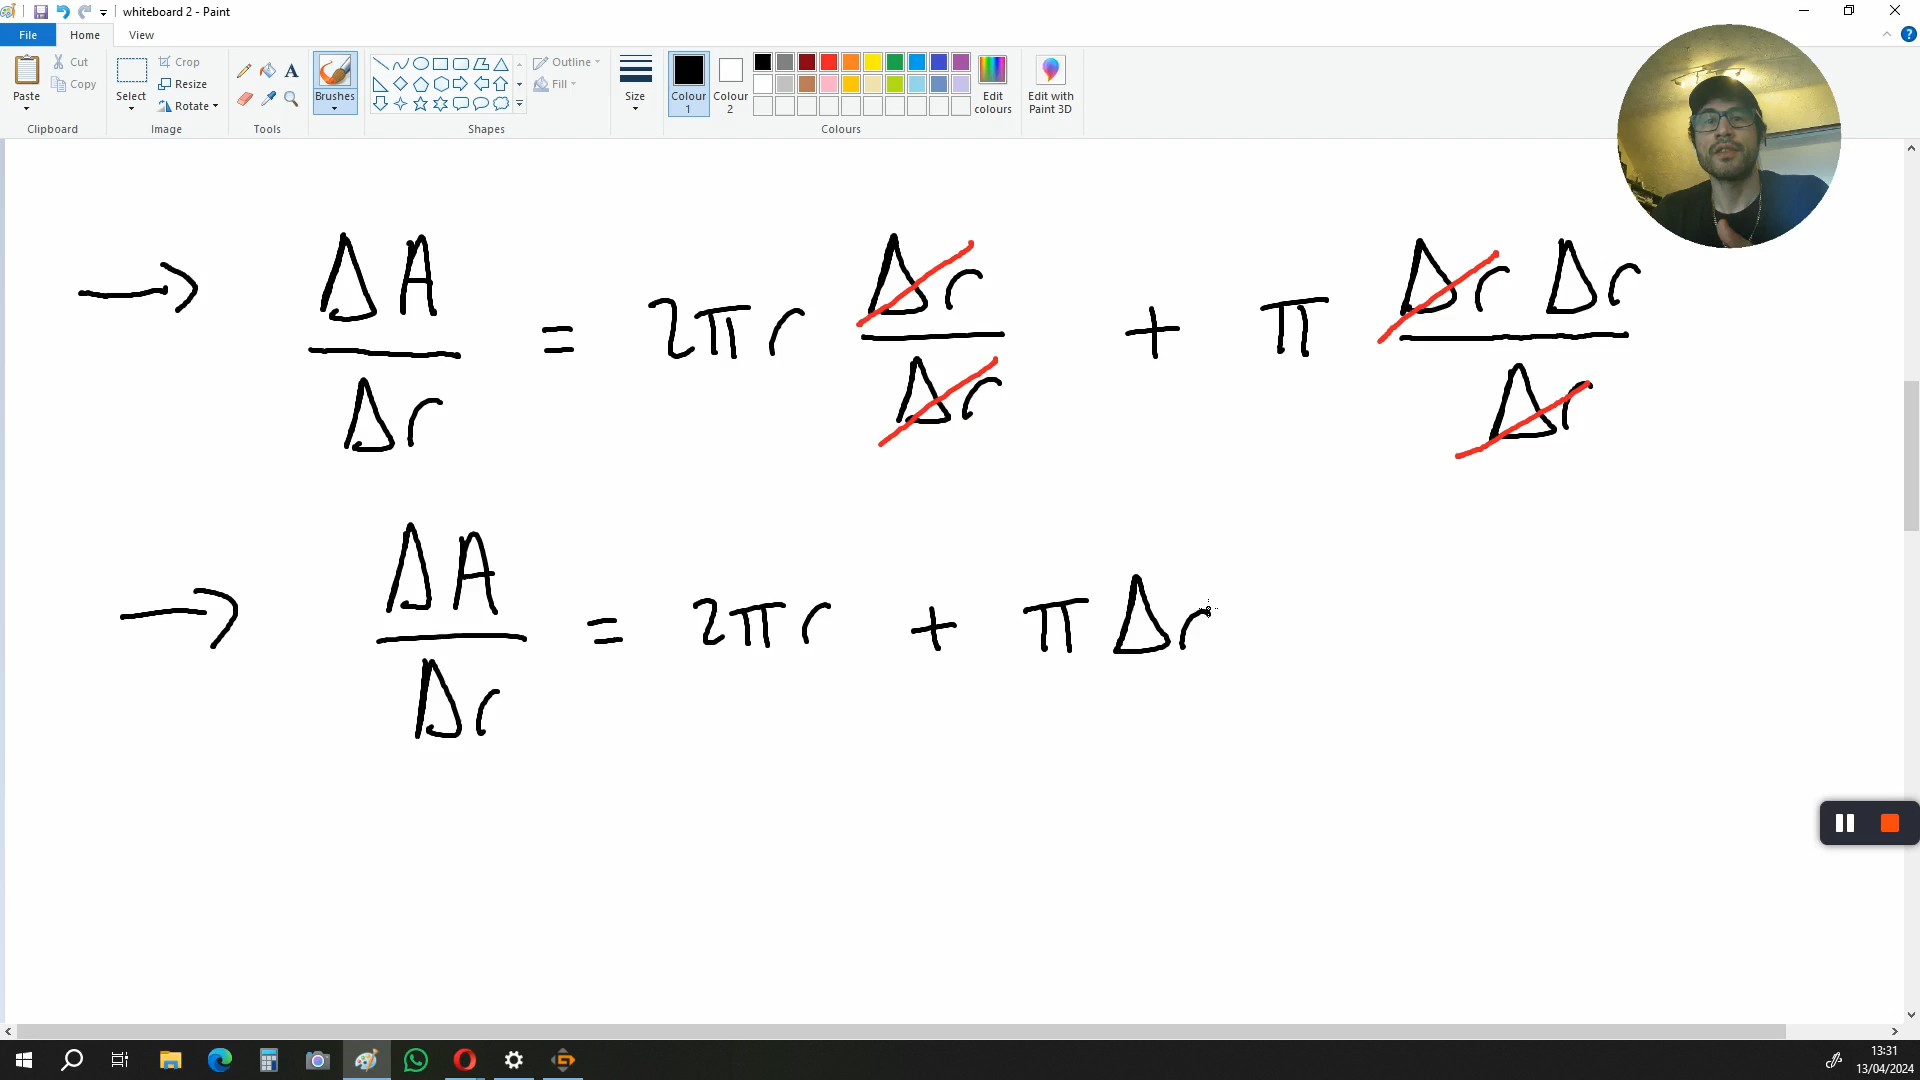 whiteboard 2 - Paint
File Home View
Cut
Copy
Paste
Clipboard
Crop
Resize
Rotate
Select
Image
Tools
Brushes
Outline
Fill
Shapes
Size
Colour 1
Colour 2
Edit colours
Colours
Edit with Paint 3D
→ ΔA/Δr = 2πr Δr/Δr + π Δr Δr/Δr
→ ΔA/Δr = 2πr + πΔr
13:31
13/04/2024